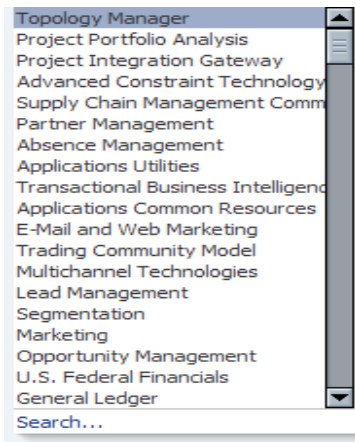 Topology Manager
Project Portfolio Analysis
Project Integration Gateway
Advanced Constraint Technology
Supply Chain Management Comm
Partner Management
Absence Management
Applications Utilities
Transactional Business Intelligenc
Applications Common Resources
E-Mail and Web Marketing
Trading Community Model
Multichannel Technologies
Lead Management
Segmentation
Marketing
Opportunity Management
U.S. Federal Financials
General Ledger
Search...